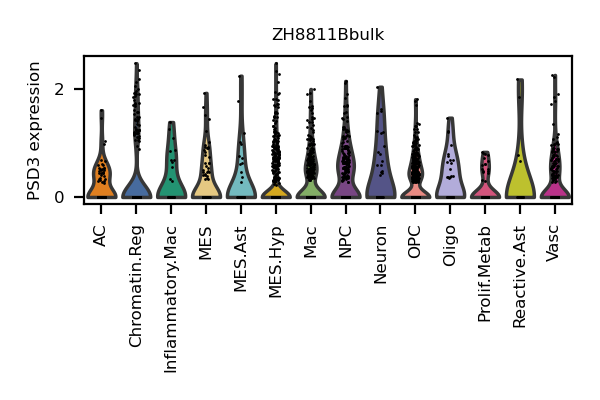 ZH8811Bbulk
PSD3 expression
2
0
AC
Chromatin.Reg
Inflammatory.Mac
MES
MES.Ast
MES.Hyp
Mac
NPC
Neuron
OPC
Oligo
Prolif.Metab
Reactive.Ast
Vasc